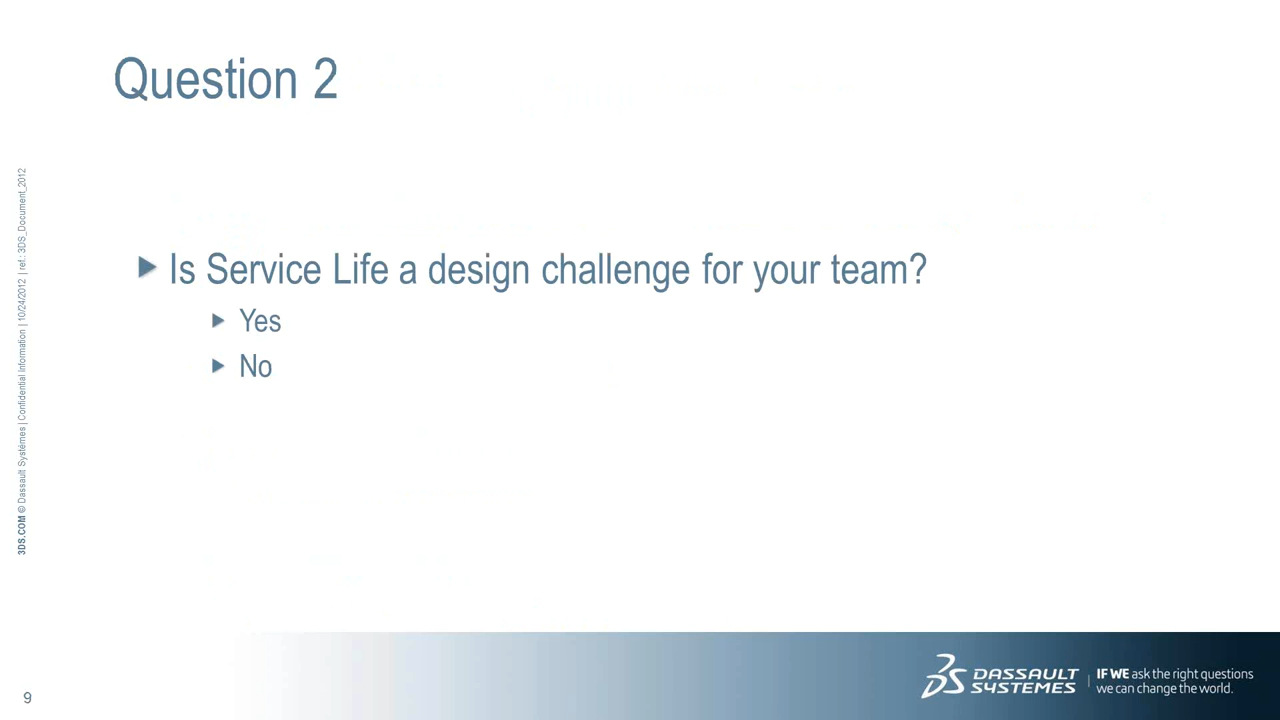 Question 2
Is Service Life a design challenge for your team?
Yes
No
3DS.COM © Dassault Systèmes | Confidential Information | 10/24/2012 | ref.: 3DS_Document_2012
9
DASSAULT
SYSTEMES
IF WE ask the right questions
we can change the world.